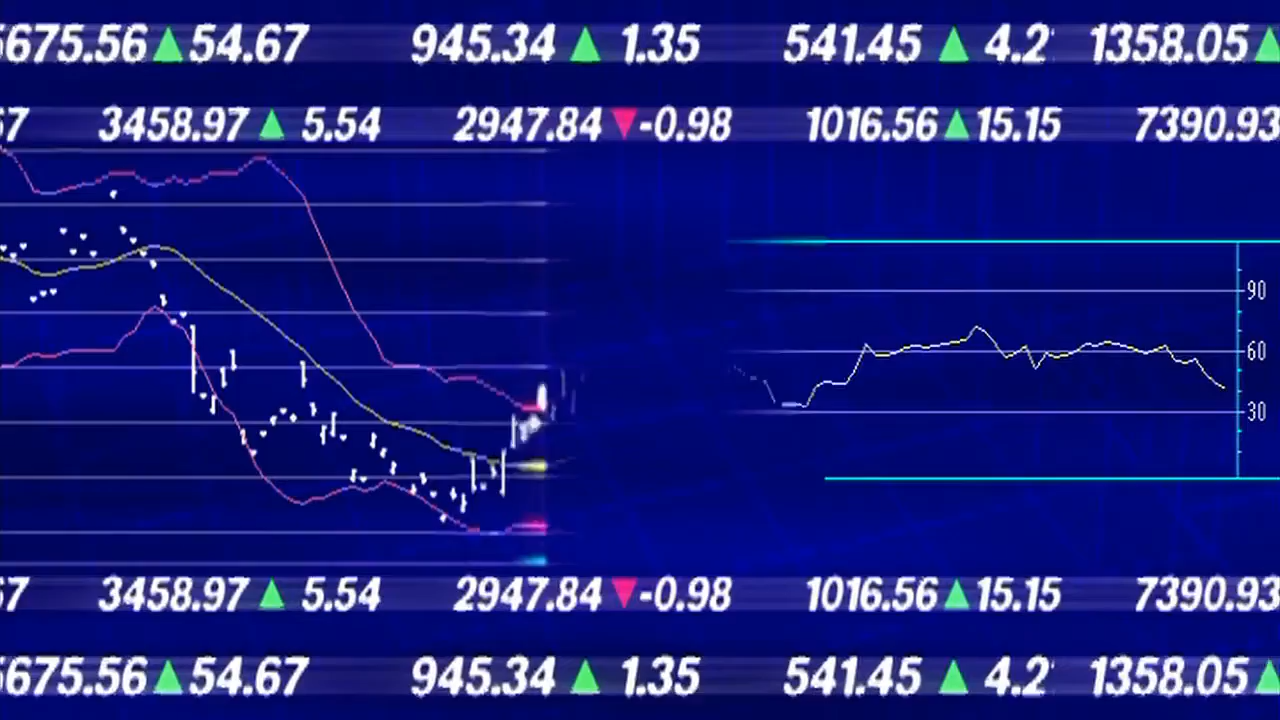 5675.56 ▲ 54.67 945.34 ▲ 1.35 541.45 ▲ 4.2 1358.05 ▲
3458.97 ▲ 5.54 2947.84 ▼ -0.98 1016.56 ▲ 15.15 7390.93
90
60
30
3458.97 ▲ 5.54 2947.84 ▼ -0.98 1016.56 ▲ 15.15 7390.93
5675.56 ▲ 54.67 945.34 ▲ 1.35 541.45 ▲ 4.2 1358.05 ▲